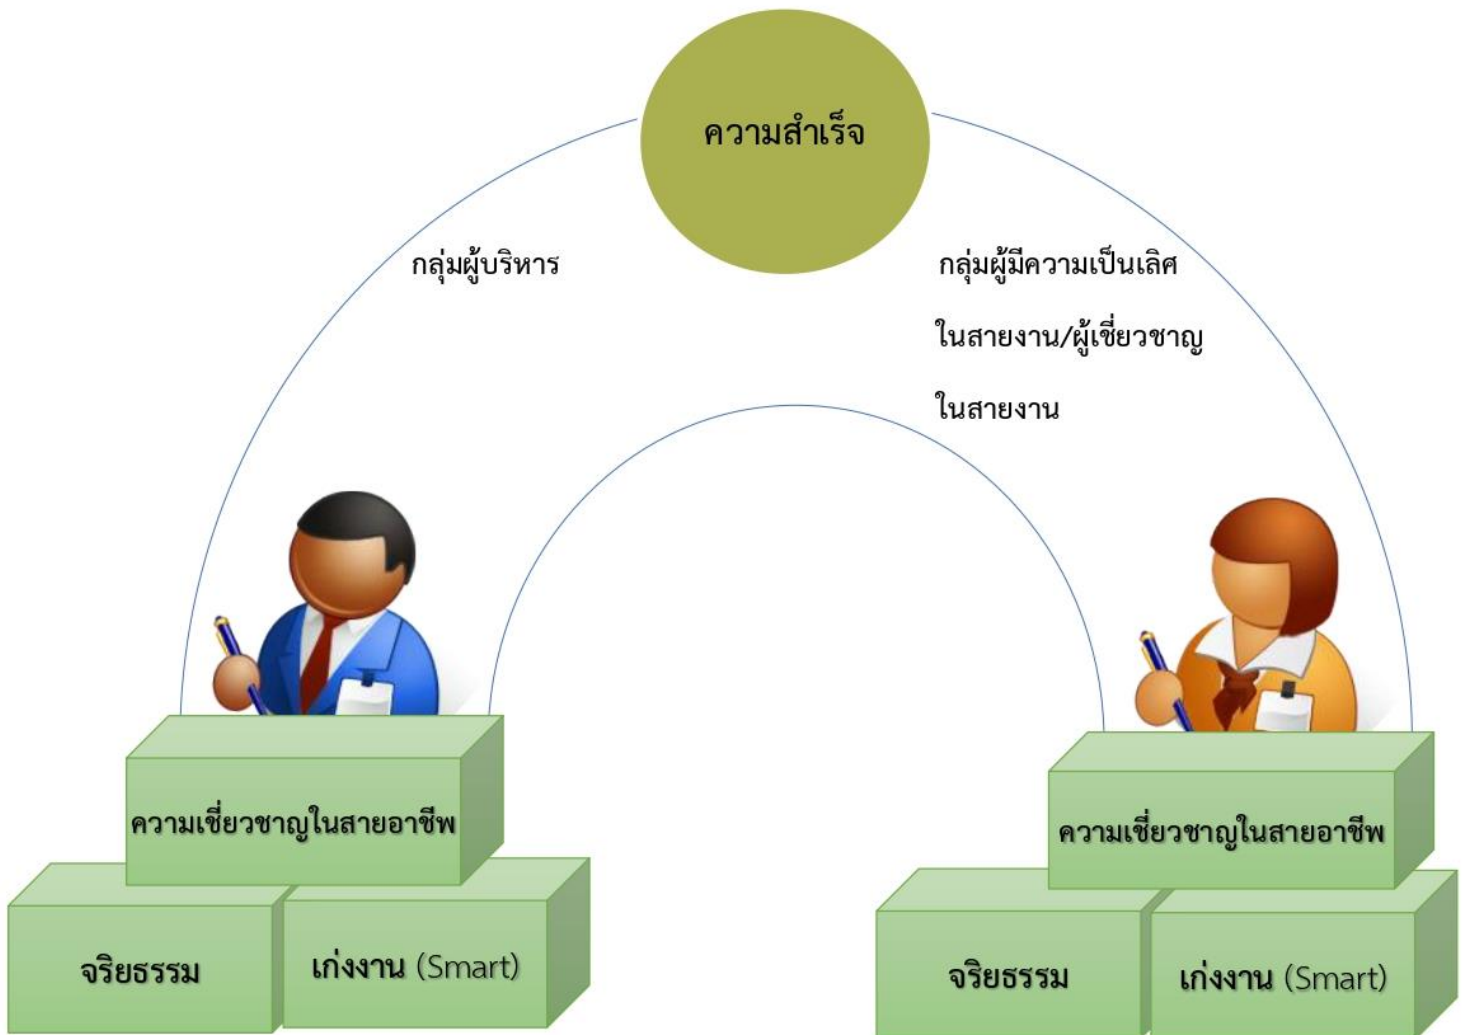 ความสำเร็จ
กลุ่มผู้บริหาร
กลุ่มผู้มีความเป็นเลิศ
ในสายงาน/ผู้เชี่ยวชาญ
ในสายงาน
ความเชี่ยวชาญในสายอาชีพ
จริยธรรม
เก่งงาน (Smart)
ความเชี่ยวชาญในสายอาชีพ
จริยธรรม
เก่งงาน (Smart)